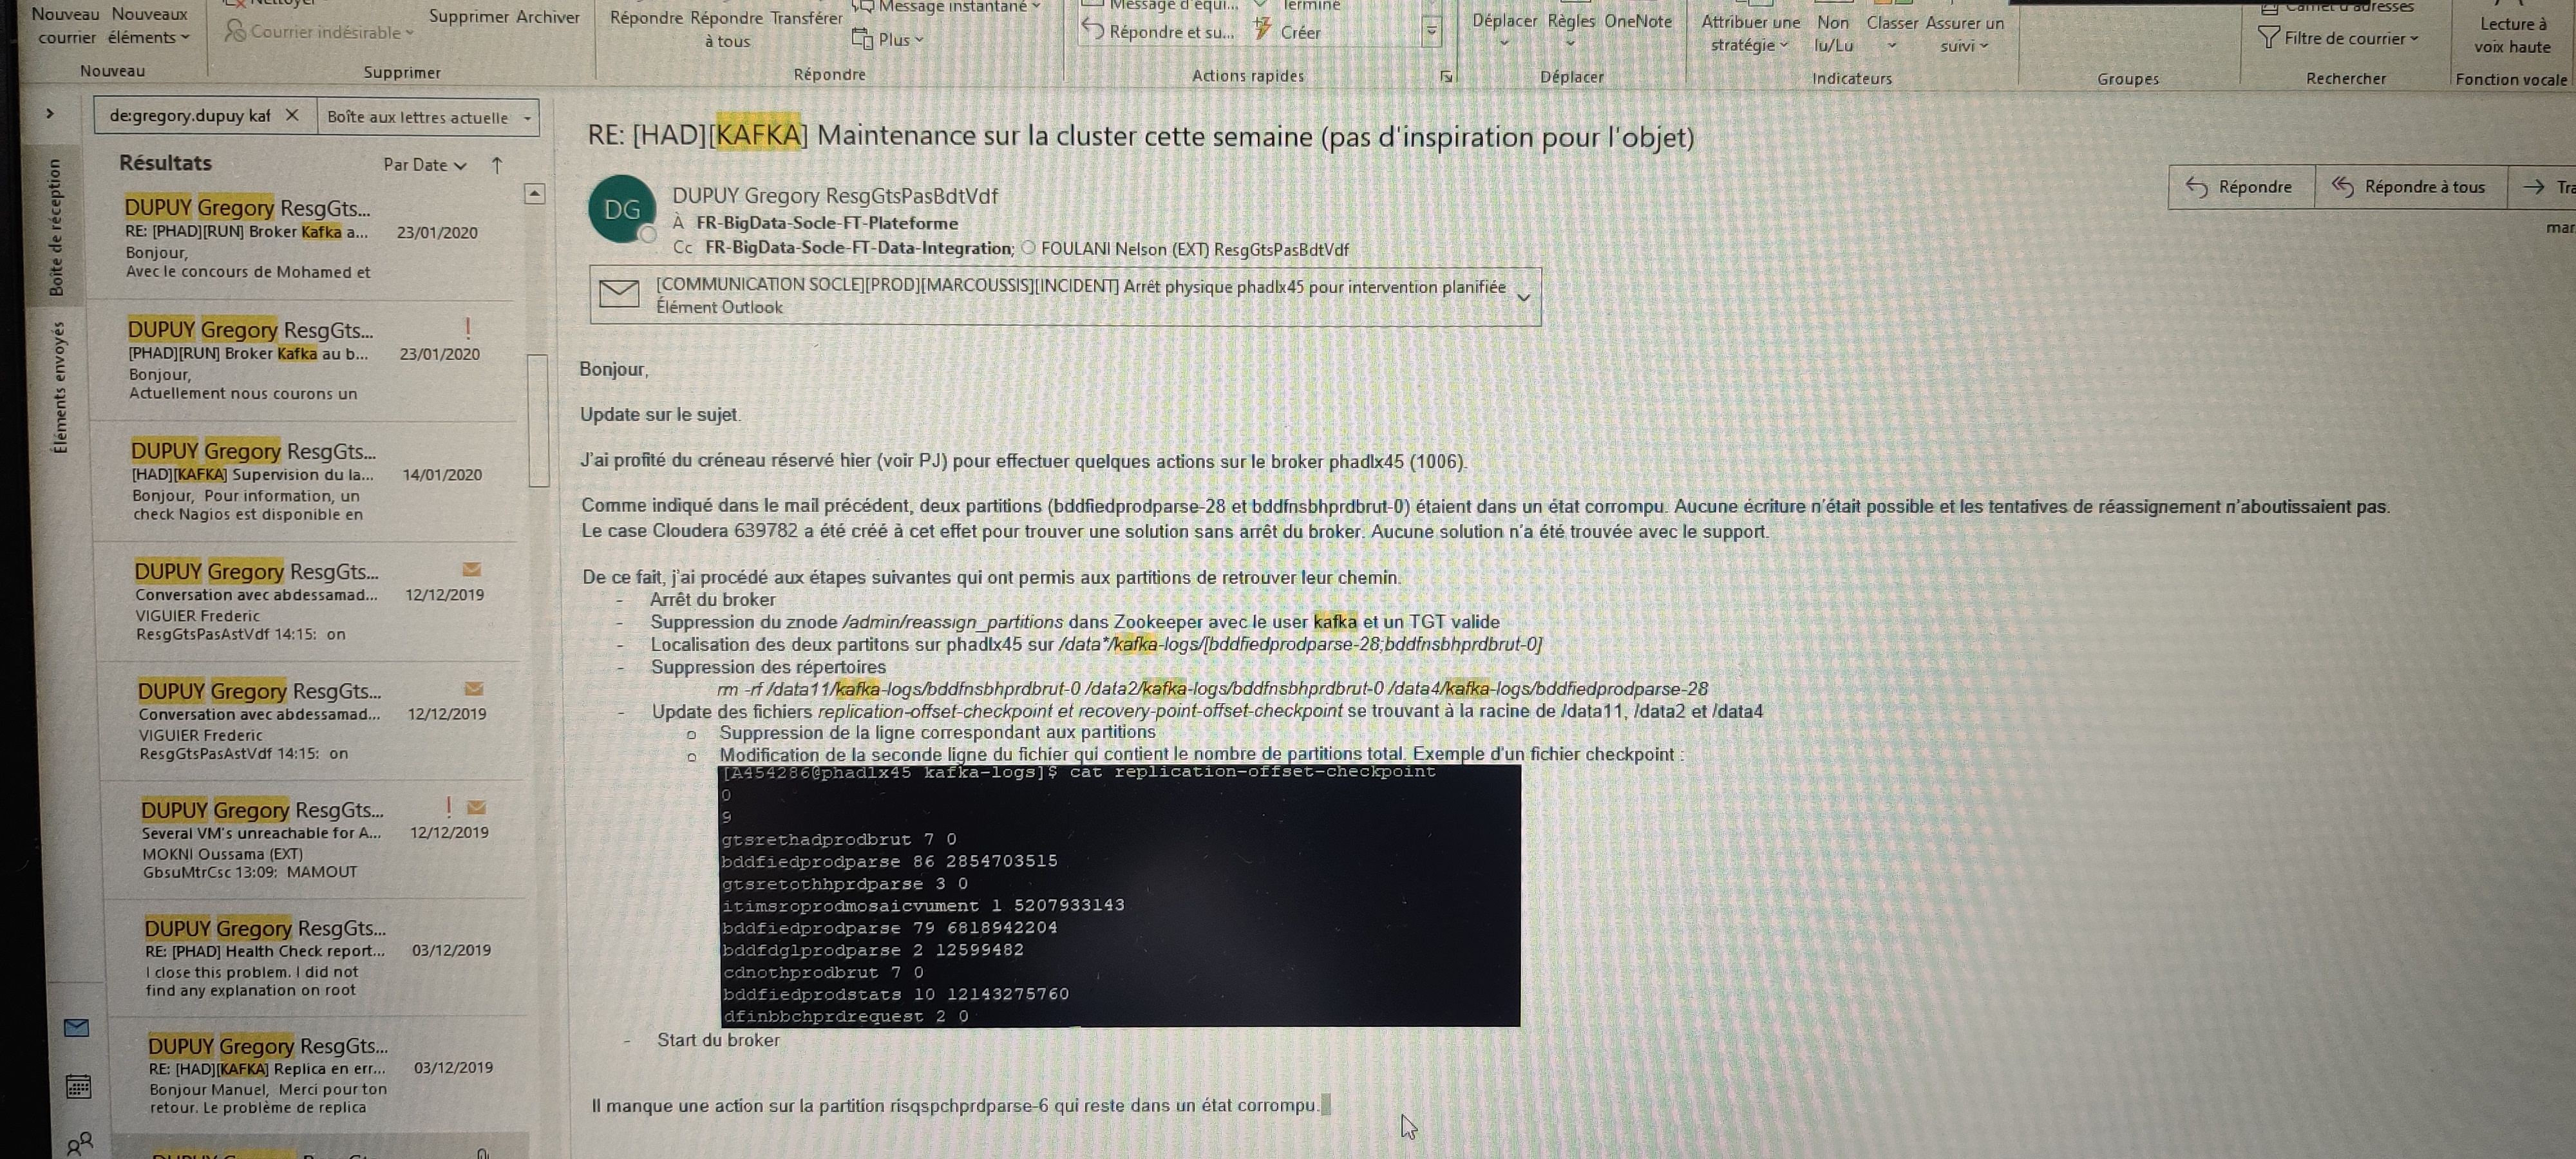 Nouveau courrier
Nouveaux éléments
Nouveau
Courrier indésirable
Supprimer Archiver
Supprimer
Répondre Répondre à tous Transférer
Message instantané
Plus
Répondre
Message d'équi...
Répondre et su...
Terminé
Créer
Actions rapides
Déplacer Règles OneNote
Déplacer
Attribuer une stratégie
Non lu/Lu
Classer
Assurer un suivi
Indicateurs
Groupes
Carnet d'adresses
Filtre de courrier
Rechercher
Lecture à voix haute
Fonction vocale
Boîte de réception
Éléments envoyés
de:gregory.dupuy kaf
Boîte aux lettres actuelle
Résultats
Par Date
DUPUY Gregory ResgGts...
RE: [PHAD][RUN] Broker Kafka a... 23/01/2020
Bonjour,
Avec le concours de Mohamed et
DUPUY Gregory ResgGts...
[PHAD][RUN] Broker Kafka au b... 23/01/2020
Bonjour,
Actuellement nous courons un
DUPUY Gregory ResgGts...
[HAD][KAFKA] Supervision du la... 14/01/2020
Bonjour, Pour information, un
check Nagios est disponible en
DUPUY Gregory ResgGts...
Conversation avec abdessamad... 12/12/2019
VIGUIER Frederic
ResgGtsPasAstVdf 14:15: on
DUPUY Gregory ResgGts...
Conversation avec abdessamad... 12/12/2019
VIGUIER Frederic
ResgGtsPasAstVdf 14:15: on
DUPUY Gregory ResgGts...
Several VM's unreachable for A... 12/12/2019
MOKNI Oussama (EXT)
GbsuMtrCsc 13:09: MAMOUT
DUPUY Gregory ResgGts...
RE: [PHAD] Health Check report... 03/12/2019
I close this problem. I did not
find any explanation on root
DUPUY Gregory ResgGts...
RE: [HAD][KAFKA] Replica en err... 03/12/2019
Bonjour Manuel, Merci pour ton
retour. Le problème de replica
RE: [HAD][KAFKA] Maintenance sur la cluster cette semaine (pas d'inspiration pour l'objet)
DG
DUPUY Gregory ResgGtsPasBdtVdf
À FR-BigData-Socle-FT-Plateforme
Cc FR-BigData-Socle-FT-Data-Integration; FOULANI Nelson (EXT) ResgGtsPasBdtVdf
Répondre
Répondre à tous
Tra
mar
[COMMUNICATION SOCLE][PROD][MARCOUSSIS][INCIDENT] Arrêt physique phadlx45 pour intervention planifiée
Élément Outlook
Bonjour,
Update sur le sujet.
J'ai profité du créneau réservé hier (voir PJ) pour effectuer quelques actions sur le broker phadlx45 (1006).
Comme indiqué dans le mail précédent, deux partitions (bddfiedprodparse-28 et bddfnsbhprdbrut-0) étaient dans un état corrompu. Aucune écriture n'était possible et les tentatives de réassignement n'aboutissaient pas.
Le case Cloudera 639782 a été créé à cet effet pour trouver une solution sans arrêt du broker. Aucune solution n'a été trouvée avec le support.
De ce fait, j'ai procédé aux étapes suivantes qui ont permis aux partitions de retrouver leur chemin.
- Arrêt du broker
- Suppression du znode /admin/reassign_partitions dans Zookeeper avec le user kafka et un TGT valide
- Localisation des deux partitons sur phadlx45 sur /data*/kafka-logs/[bddfiedprodparse-28;bddfnsbhprdbrut-0]
- Suppression des répertoires
rm -rf /data11/kafka-logs/bddfnsbhprdbrut-0 /data2/kafka-logs/bddfnsbhprdbrut-0 /data4/kafka-logs/bddfiedprodparse-28
- Update des fichiers replication-offset-checkpoint et recovery-point-offset-checkpoint se trouvant à la racine de /data11, /data2 et /data4
o Suppression de la ligne correspondant aux partitions
o Modification de la seconde ligne du fichier qui contient le nombre de partitions total. Exemple d'un fichier checkpoint :
[A454286@phadlx45 kafka-logs]$ cat replication-offset-checkpoint
0
9
gtsrethadprodbrut 7 0
bddfiedprodparse 86 2854703515
gtsretothhprdparse 3 0
itimsroprodmosaicvument 1 5207933143
bddfiedprodparse 79 6818942204
bddfdglprodparse 2 12599482
cdnothprodbrut 7 0
bddfiedprodstats 10 12143275760
dfinbbchprdrequest 2 0
- Start du broker
Il manque une action sur la partition risqspchprdparse-6 qui reste dans un état corrompu.